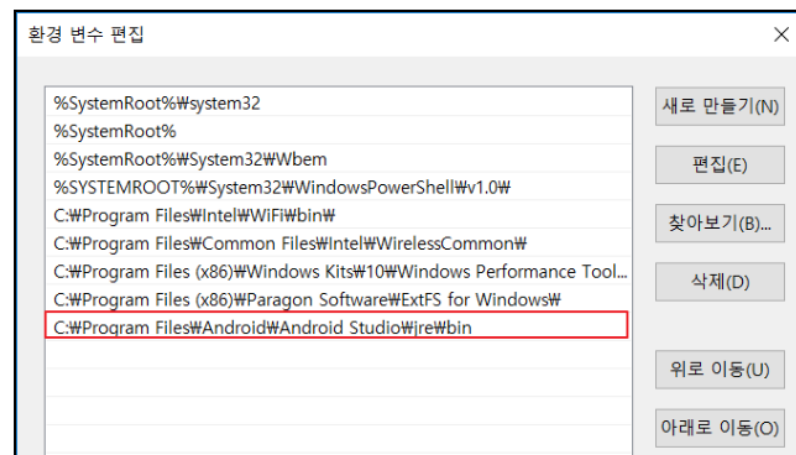 환경 변수 편집
%SystemRoot%₩system32
%SystemRoot%
%SystemRoot%₩System32₩Wbem
%SYSTEMROOT%₩System32₩WindowsPowerShell₩v1.0₩
C:₩Program Files₩Intel₩WiFi₩bin₩
C:₩Program Files₩Common Files₩Intel₩WirelessCommon₩
C:₩Program Files (x86)₩Windows Kits₩10₩Windows Performance Tool...
C:₩Program Files (x86)₩Paragon Software₩ExtFS for Windows₩
C:₩Program Files₩Android₩Android Studio₩jre₩bin
새로 만들기(N)
편집(E)
찾아보기(B)...
삭제(D)
위로 이동(U)
아래로 이동(O)